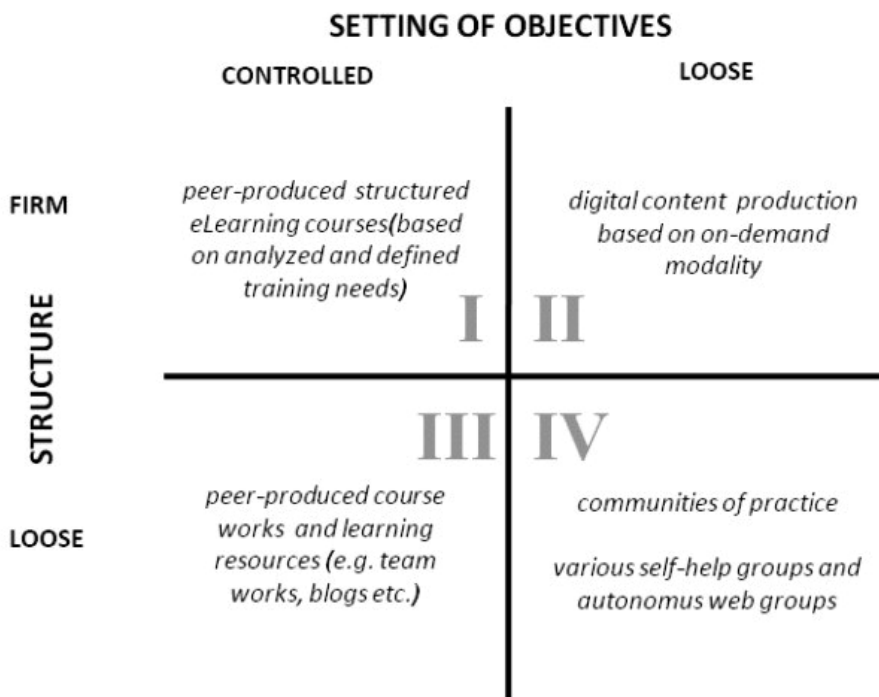 SETTING OF OBJECTIVES
CONTROLLED
LOOSE
FIRM
peer-produced structured
eLearning courses(based
on analyzed and defined
training needs)
digital content production
based on on-demand
modality
I
II
STRUCTURE
III
IV
LOOSE
peer-produced course
works and learning
resources (e.g. team
works, blogs etc.)
communities of practice
various self-help groups and
autonomus web groups